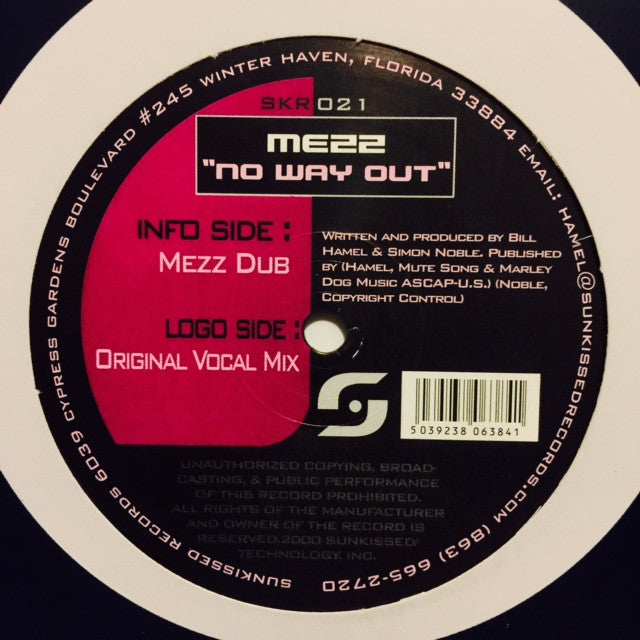 SUNKISSED RECORDS 6039 CYPRESS GARDENS BOULEVARD #245 WINTER HAVEN, FLORIDA 33884 EMAIL: HAMEL@SUNKISSEDRECORDS.COM (863) 665-2720
SKR 021
MEZZ
"NO WAY OUT"
INFO SIDE :
MEZZ DUB
LOGO SIDE :
ORIGINAL VOCAL MIX
WRITTEN AND PRODUCED BY BILL
HAMEL & SIMON NOBLE. PUBLISHED
BY (HAMEL, MUTE SONG & MARLEY
DOG MUSIC ASCAP-U.S.) (NOBLE,
COPYRIGHT CONTROL)
5 039238 063841
UNAUTHORIZED COPYING, BROAD-
CASTING, & PUBLIC PERFORMANCE
OF THIS RECORD PROHIBITED.
ALL RIGHTS OF THE MANUFACTURER
AND OWNER OF THE RECORD IS
RESERVED.2000 SUNKISSED/
TECHNOLOGY, INC.